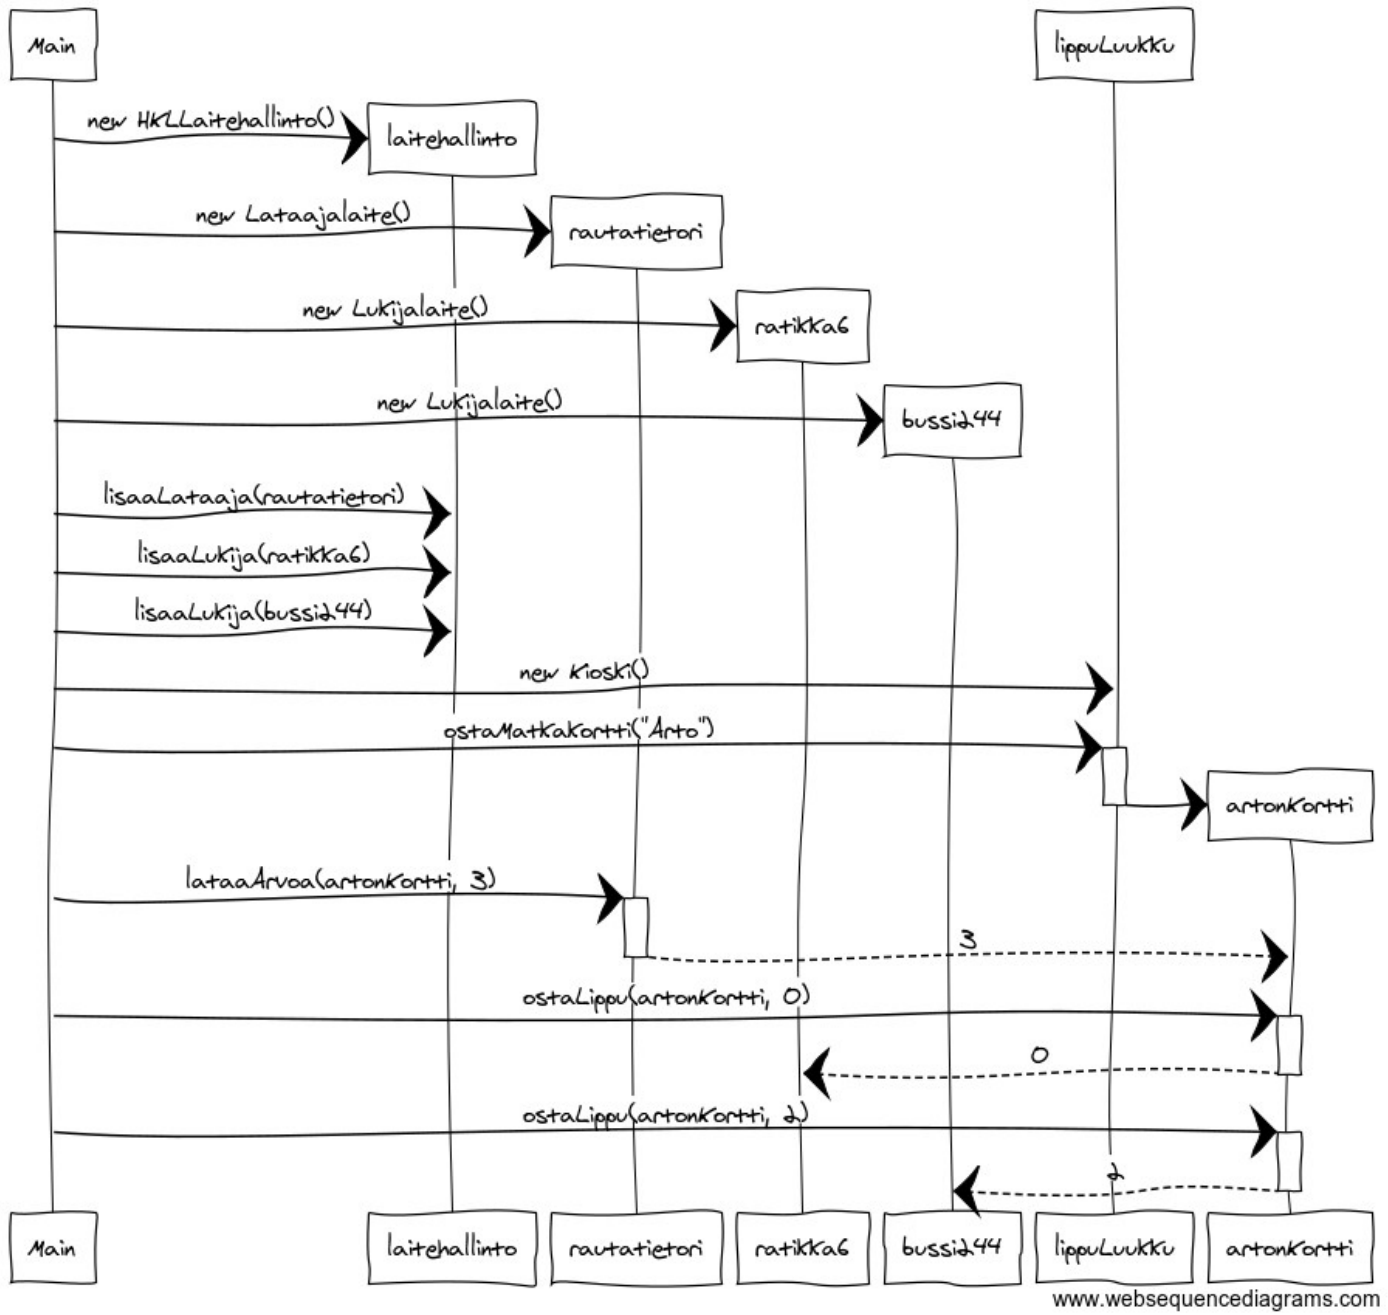 Main
lippuLuukku
new HKLLaitehallinto()
laitehallinto
new Lataajalaite()
rautatietori
new Lukijalaite()
ratikka6
new Lukijalaite()
bussi244
lisaaLataaja(rautatietori)
lisaaLukija(ratikka6)
lisaaLukija(bussi244)
new Kioski()
ostaMatkakortti("Arto")
artonKortti
lataaArvoa(artonKortti, 3)
3
ostaLippu(artonKortti, 0)
0
ostaLippu(artonKortti, 2)
2
Main
laitehallinto
rautatietori
ratikka6
bussi244
lippuLuukku
artonKortti
www.websequencediagrams.com